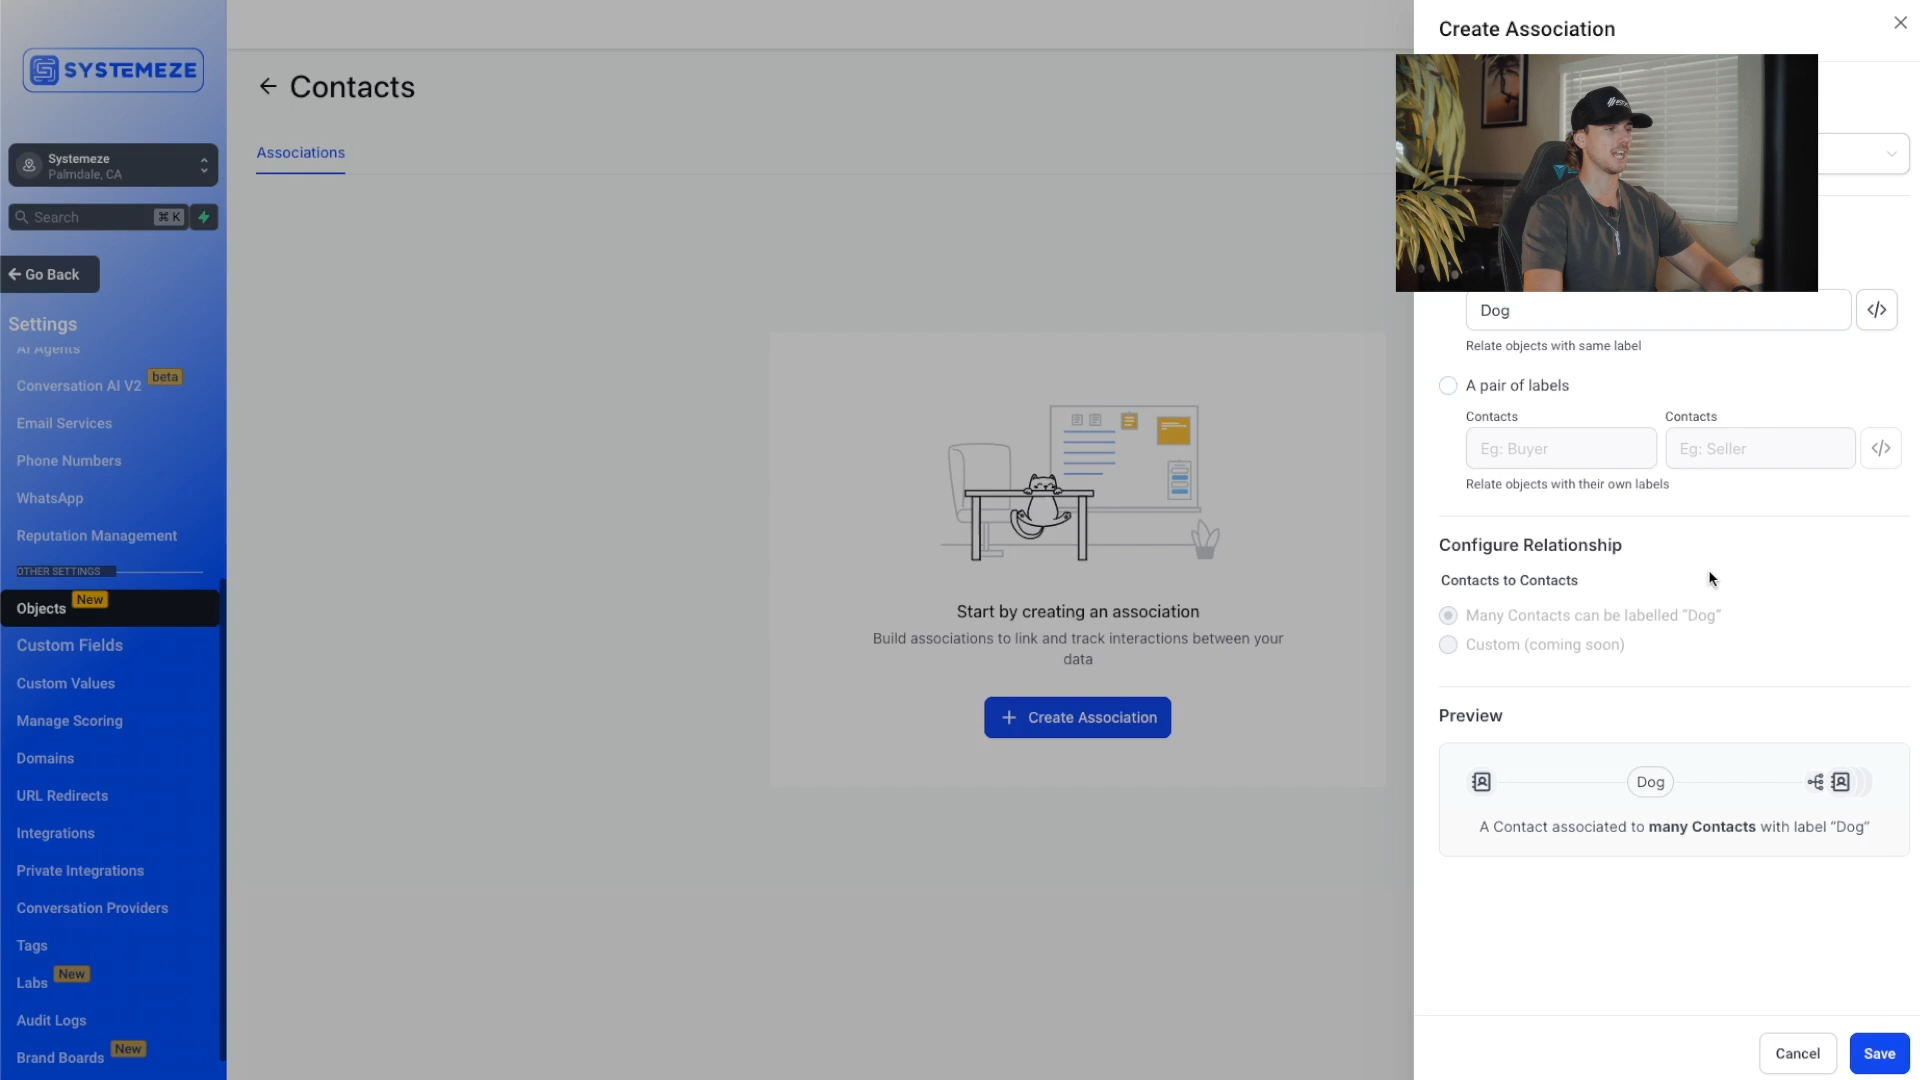 SYSTEMEZE
Systemeze
Palmdale, CA
Search
⌘ K
Go Back
Settings
AI Agents
Conversation AI V2
beta
Email Services
Phone Numbers
WhatsApp
Reputation Management
OTHER SETTINGS
Objects
New
Custom Fields
Custom Values
Manage Scoring
Domains
URL Redirects
Integrations
Private Integrations
Conversation Providers
Tags
Labs
New
Audit Logs
Brand Boards
New
Contacts
Associations
Start by creating an association
Build associations to link and track interactions between your
data
+ Create Association
Create Association
Dog
</>
Relate objects with same label
A pair of labels
Contacts
Contacts
Eg: Buyer
Eg: Seller
</>
Relate objects with their own labels
Configure Relationship
Contacts to Contacts
Many Contacts can be labelled “Dog”
Custom (coming soon)
Preview
Dog
A Contact associated to many Contacts with label “Dog”
Cancel
Save